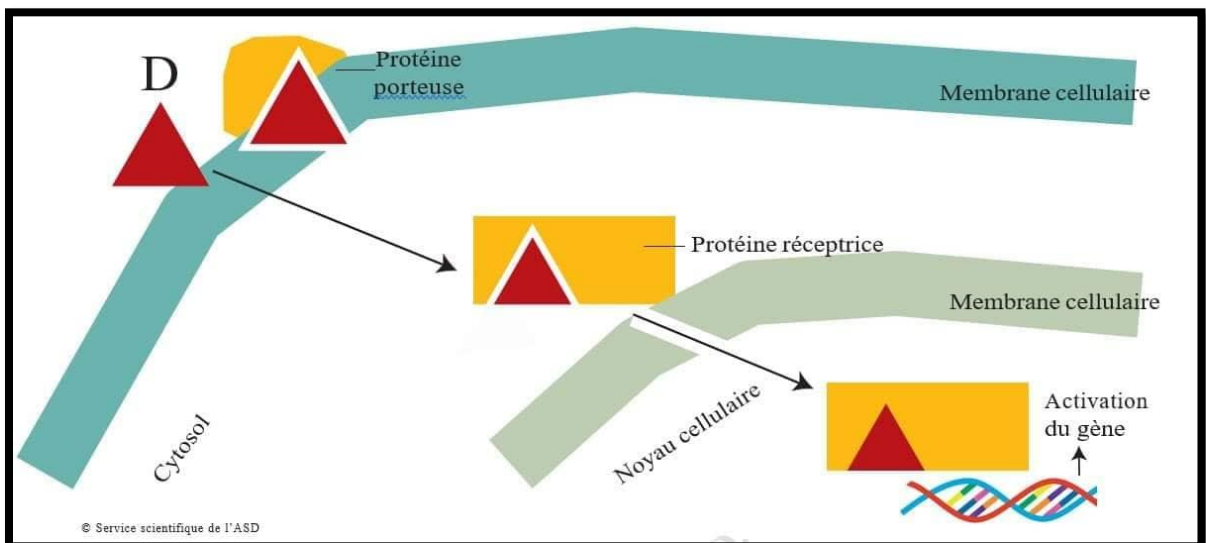 D
Protéine
porteuse
Membrane cellulaire
Protéine réceptrice
Membrane cellulaire
Cytosol
Noyau cellulaire
Activation
du gène
© Service scientifique de l'ASD